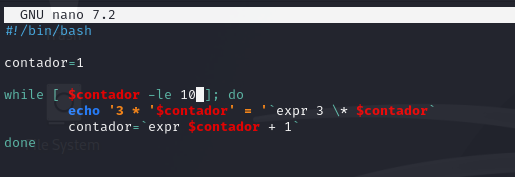 GNU nano 7.2
#!/bin/bash
contador=1
while [ $contador -le 10 ]; do
echo '3 * '$contador' = '`expr 3 \* $contador`
contador=`expr $contador + 1`
done
System